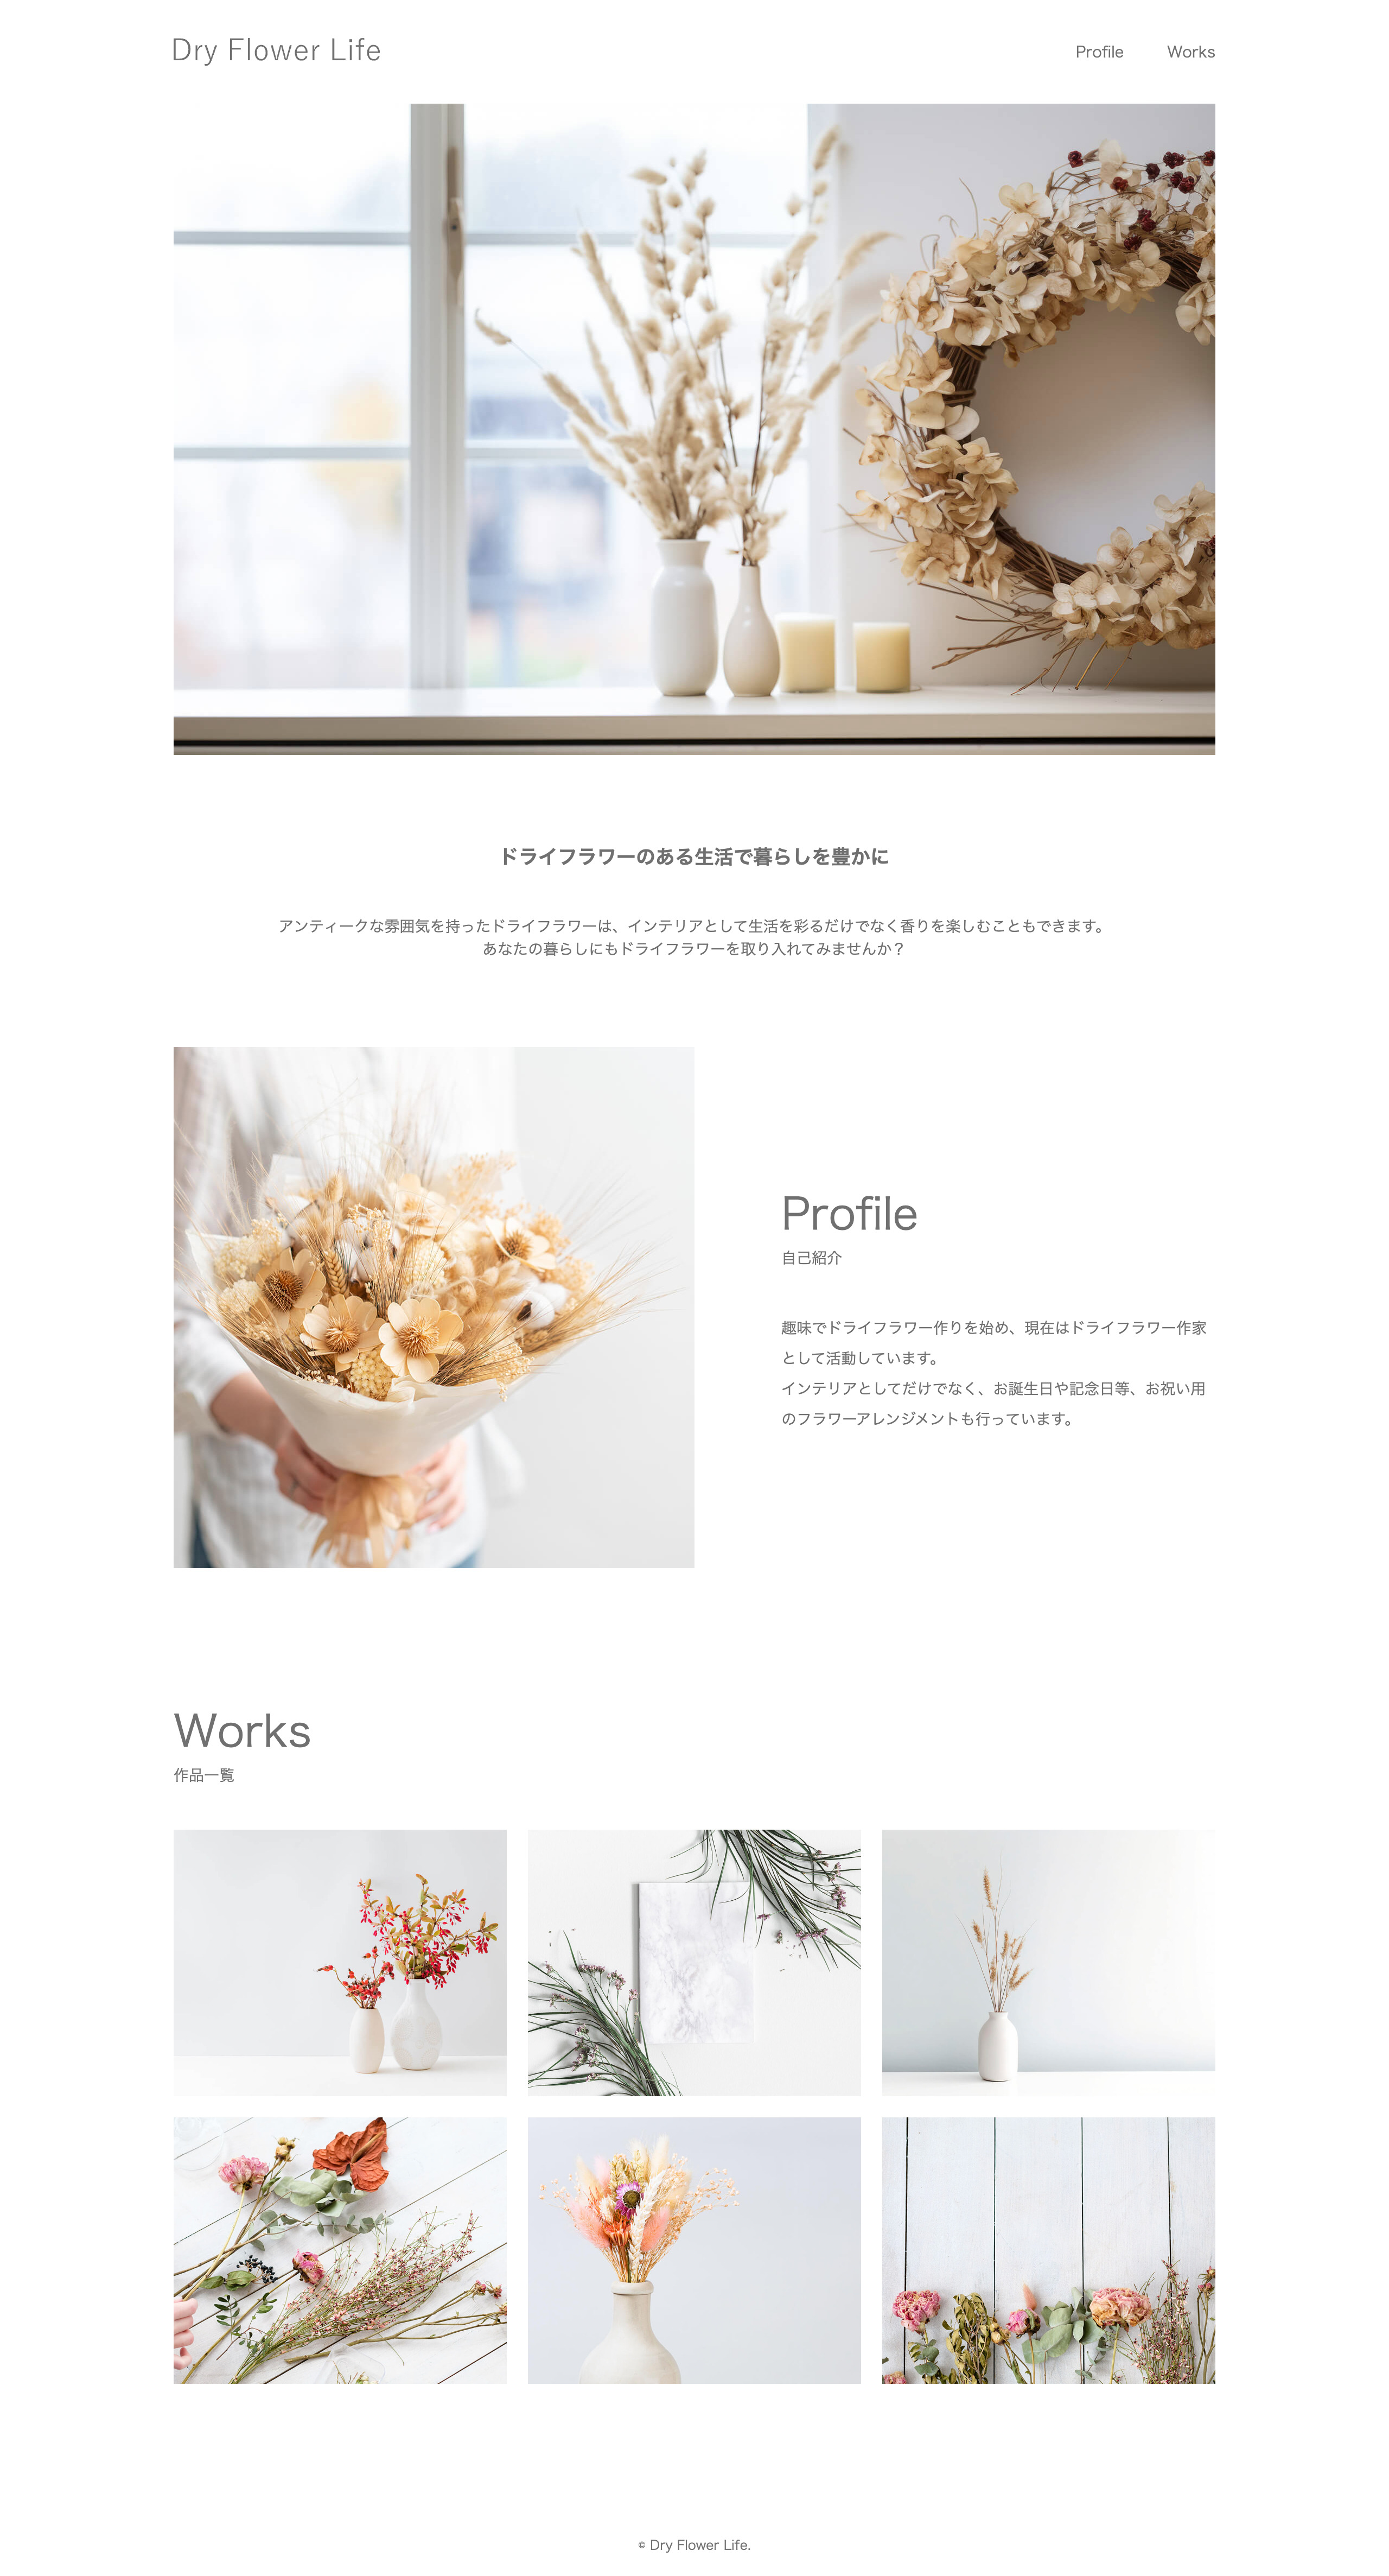 Dry Flower Life
Profile
Works
ドライフラワーのある生活で暮らしを豊かに
アンティークな雰囲気を持ったドライフラワーは、インテリアとして生活を彩るだけでなく香りを楽しむこともできます。
あなたの暮らしにもドライフラワーを取り入れてみませんか？
Profile
自己紹介
趣味でドライフラワー作りを始め、現在はドライフラワー作家
として活動しています。
インテリアとしてだけでなく、お誕生日や記念日等、お祝い用
のフラワーアレンジメントも行っています。
Works
作品一覧
© Dry Flower Life.